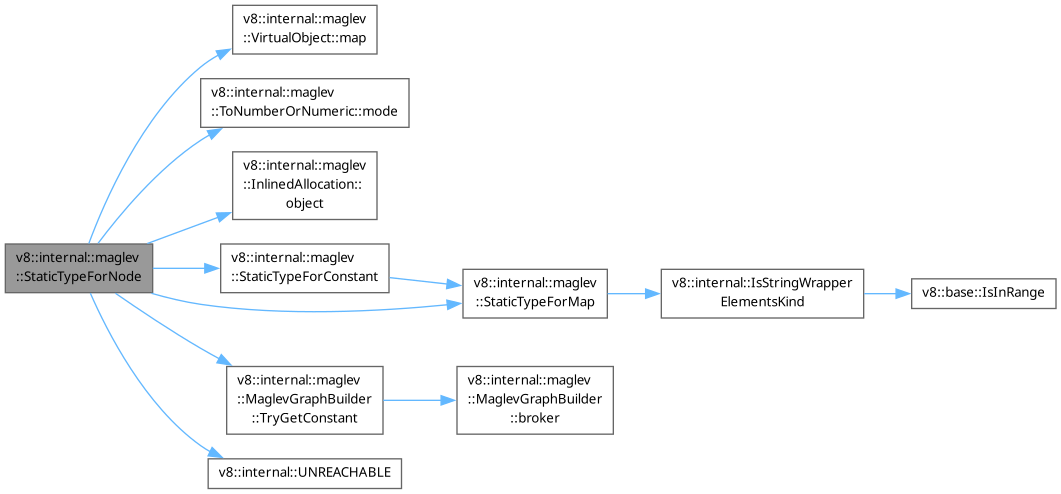 v8::internal::maglev
::VirtualObject::map
v8::internal::maglev
::ToNumberOrNumeric::mode
v8::internal::maglev
::InlinedAllocation::
object
v8::internal::maglev
::StaticTypeForNode
v8::internal::maglev
::StaticTypeForConstant
v8::internal::maglev
::StaticTypeForMap
v8::internal::IsStringWrapper
ElementsKind
v8::base::IsInRange
v8::internal::maglev
::MaglevGraphBuilder
::TryGetConstant
v8::internal::maglev
::MaglevGraphBuilder
::broker
v8::internal::UNREACHABLE